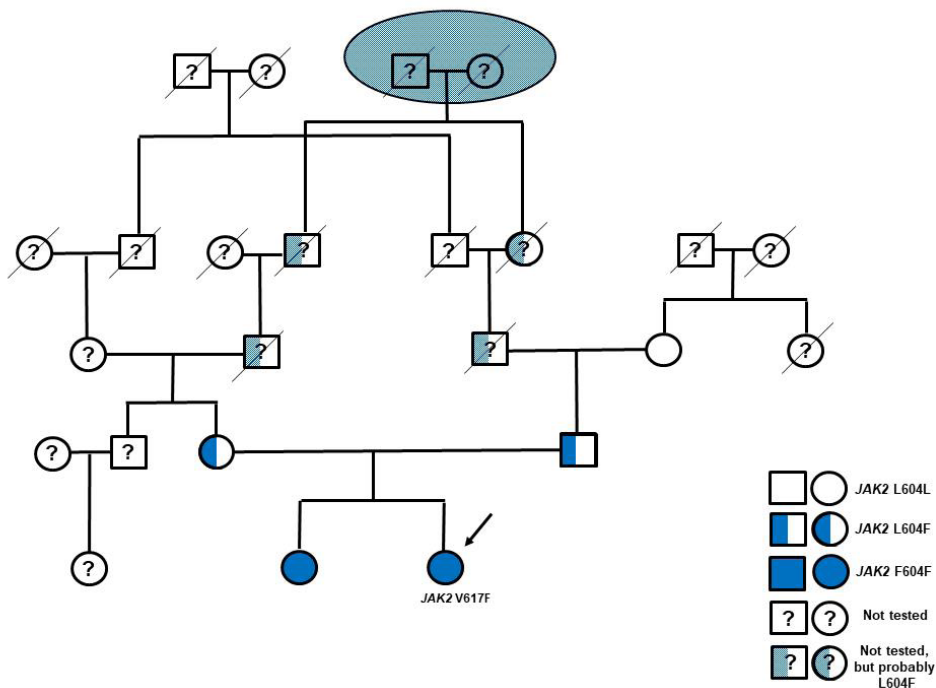 ? ? ? ?
? ? ? ? ? ? ? ?
? ? ? ?
? ?
?
JAK2 V617F
JAK2 L604L
JAK2 L604F
JAK2 F604F
? ? Not tested
? ? Not tested,
but probably
L604F